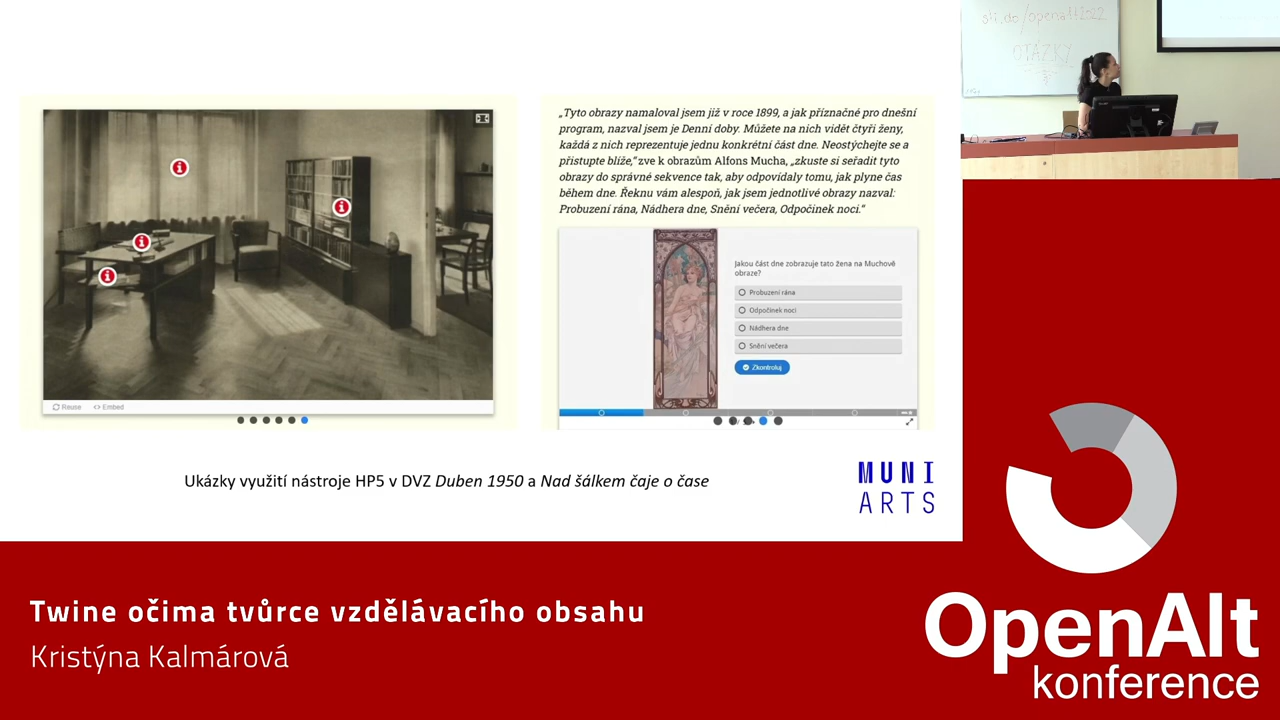 „Tyto obrazy namaloval jsem již v roce 1899, a jak příznačné pro dnešní
program, nazval jsem je Denní doby. Můžete na nich vidět čtyři ženy,
každá z nich reprezentuje jednu konkrétní část dne. Neostýchejte se a
přistupte blíže,“ zve k obrazům Alfons Mucha, „zkuste si seřadit tyto
obrazy do správné sekvence tak, aby odpovídaly tomu, jak plyne čas
během dne. Řeknu vám alespoň, jak jsem jednotlivé obrazy nazval:
Probuzení rána, Nádhera dne, Snění večera, Odpočinek noci.“
Jakou část dne zobrazuje tato žena na Muchově
obraze?
Probuzení rána
Odpočinek noci
Nádhera dne
Snění večera
Zkontroluj
Reuse
Embed
Ukázky využití nástroje HP5 v DVZ Duben 1950 a Nad šálkem čaje o čase
MUNI
ARTS
sli.do/openalt2022
OTÁZKY
Twine očima tvůrce vzdělávacího obsahu
Kristýna Kalmárová
OpenAlt
konference